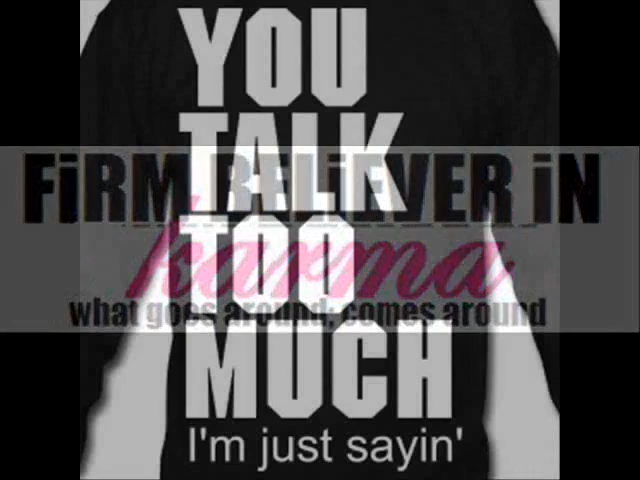 YOU
TALK
FiRM BELiEVER iN
TOO
karma
what goes around; comes around
MUCH
I'm just sayin'